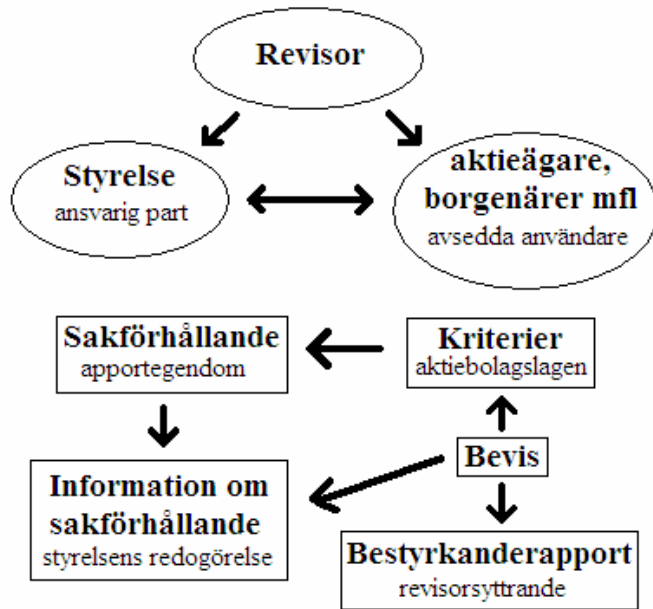 Revisor
Styrelse
ansvarig part
aktieägare,
borgenärer mfl
avsedda användare
Sakförhållande
apportegendom
Kriterier
aktiebolagslagen
Bevis
Information om
sakförhållande
styrelsens redogörelse
Bestyrkanderapport
revisorsyttrande